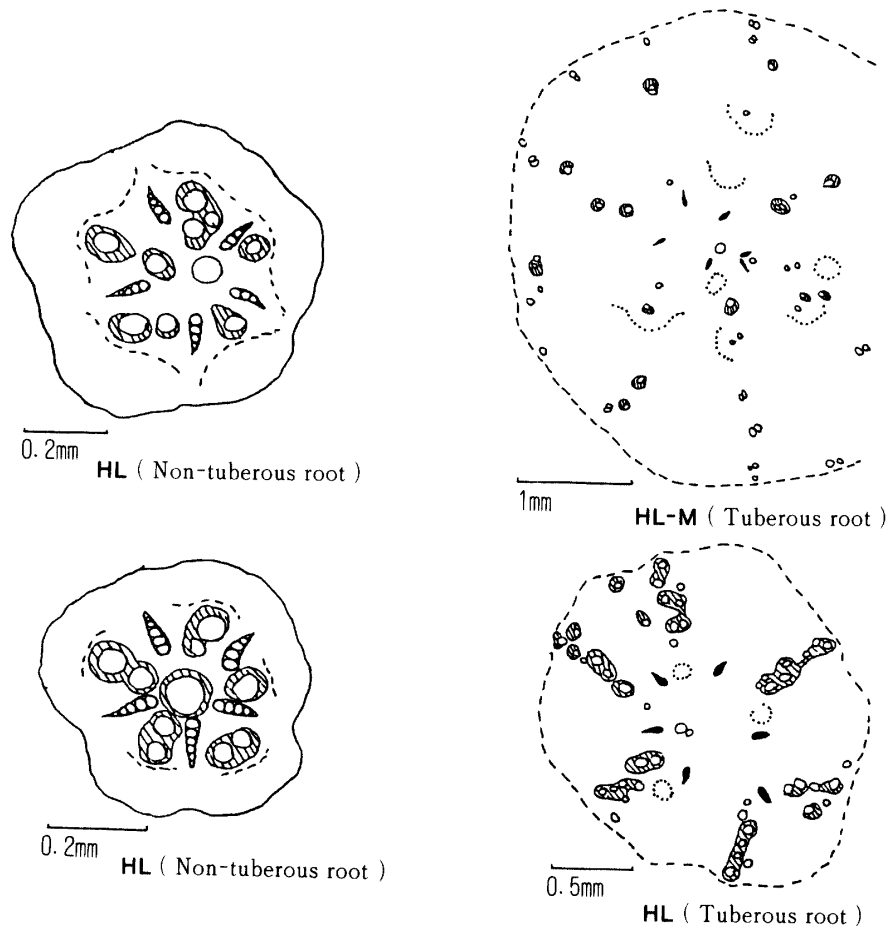 0.2mm
HL ( Non-tuberous root )
1mm
HL-M ( Tuberous root )
0.2mm
HL ( Non-tuberous root )
0.5mm
HL ( Tuberous root )